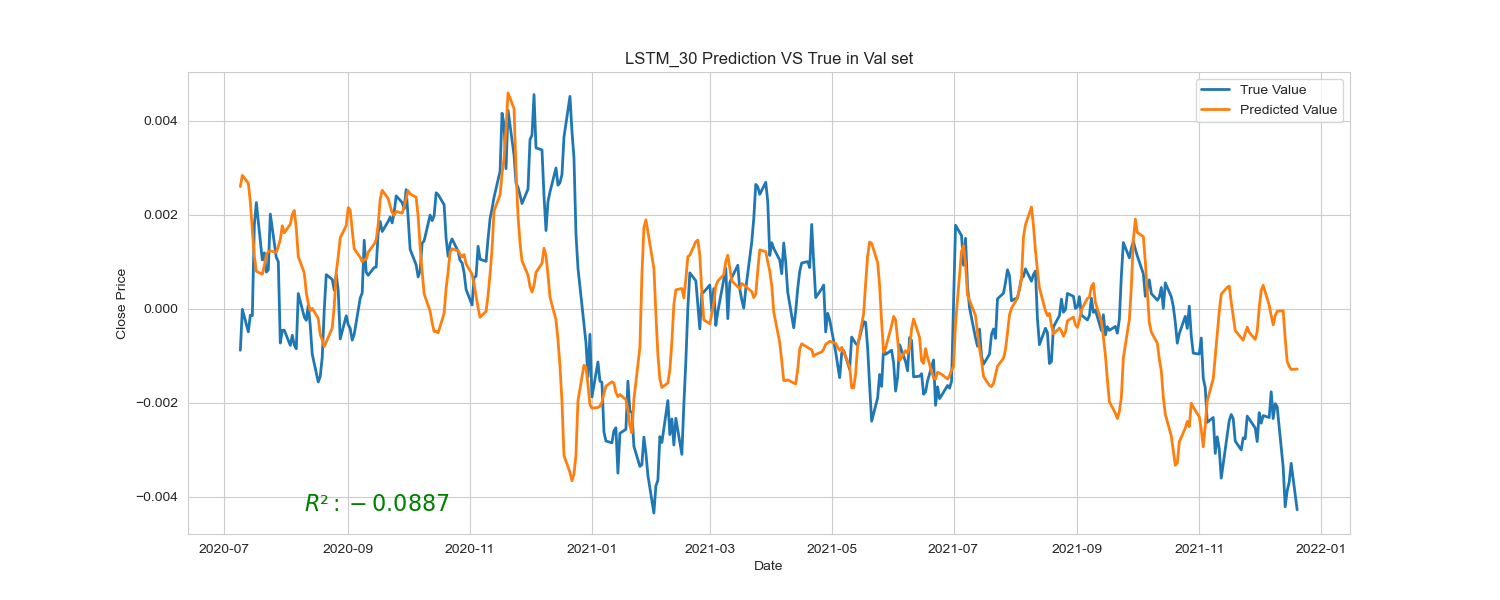 LSTM_30 Prediction VS True in Val set
True Value
Predicted Value
0.004
0.002
0.000
−0.002
−0.004
Close Price
R² : −0.0887
2020-07 2020-09 2020-11 2021-01 2021-03 2021-05 2021-07 2021-09 2021-11 2022-01
Date